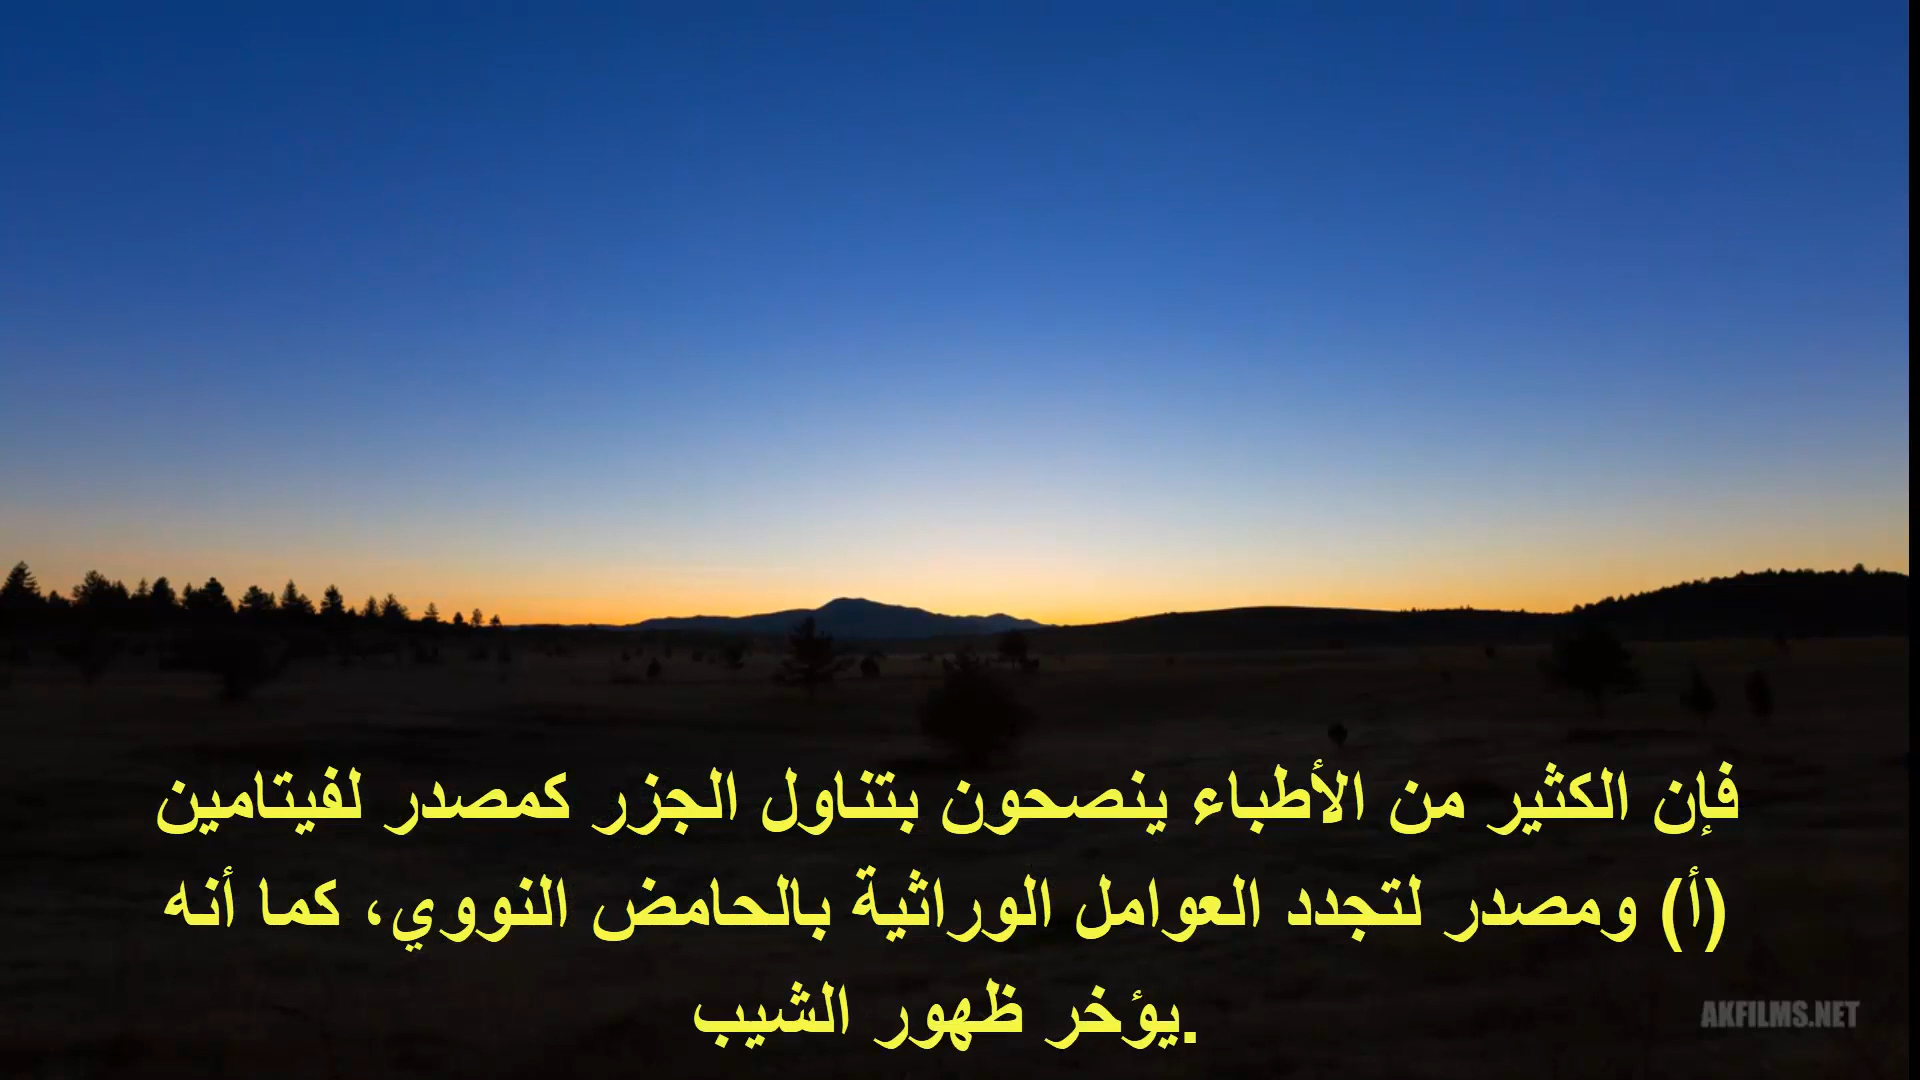 فإن الكثير من الأطباء ينصحون بتناول الجزر كمصدر لفيتامين
(أ) ومصدر لتجدد العوامل الوراثية بالحامض النووي، كما أنه
يؤخر ظهور الشيب.
AKFILMS.NET